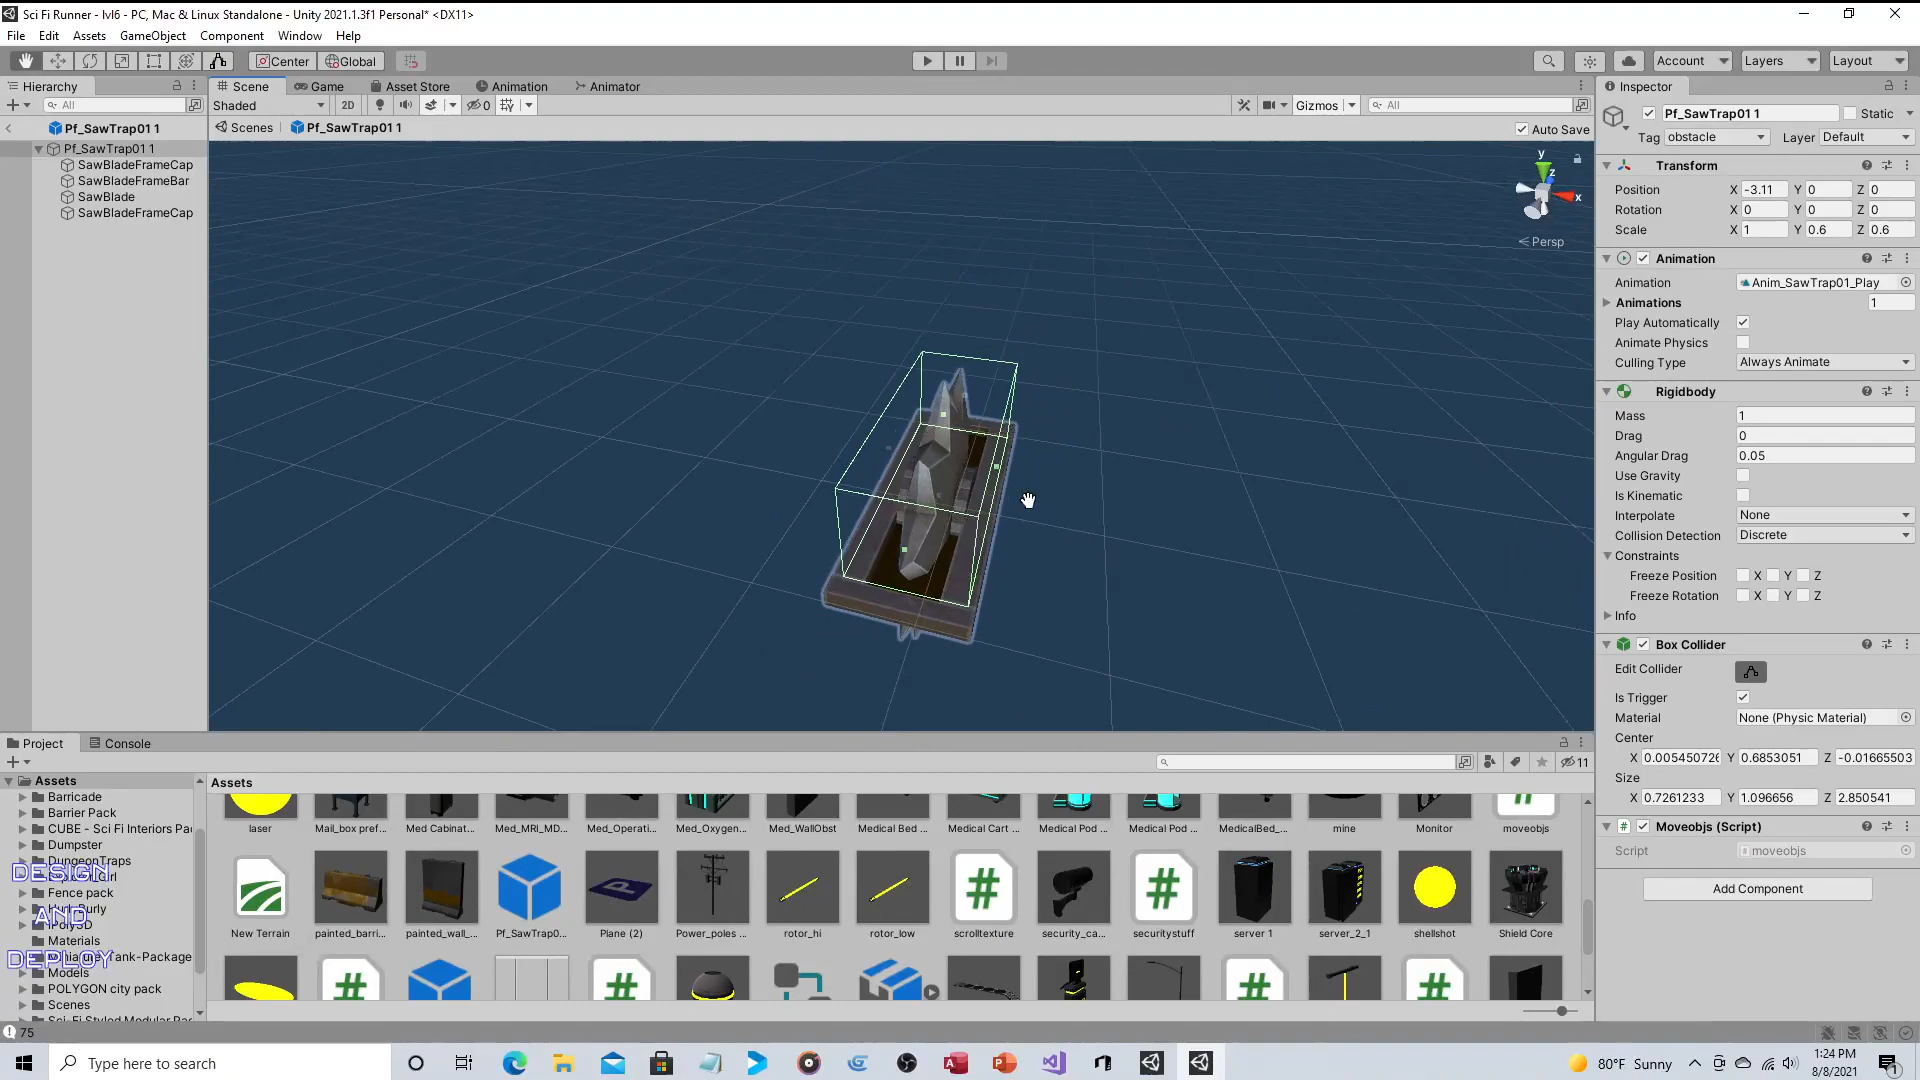 Sci Fi Runner - lvl6 - PC, Mac & Linux Standalone - Unity 2021.1.3f1 Personal* <DX11>
File Edit Assets GameObject Component Window Help
Center Global Account Layers Layout
Hierarchy Scene Game Asset Store Animation Animator Inspector
All Shaded 2D 0 Gizmos All
Pf_SawTrap01 1 Scenes Pf_SawTrap01 1 Auto Save
Pf_SawTrap01 1
SawBladeFrameCap
SawBladeFrameBar
SawBlade
SawBladeFrameCap
y
z
x
Persp
Pf_SawTrap01 1 Static
Tag obstacle Layer Default
Transform
Position X -3.11 Y 0 Z 0
Rotation X 0 Y 0 Z 0
Scale X 1 Y 0.6 Z 0.6
Animation
Animation Anim_SawTrap01_Play
Animations 1
Play Automatically
Animate Physics
Culling Type Always Animate
Rigidbody
Mass 1
Drag 0
Angular Drag 0.05
Use Gravity
Is Kinematic
Interpolate None
Collision Detection Discrete
Constraints
Freeze Position X Y Z
Freeze Rotation X Y Z
Info
Box Collider
Edit Collider
Is Trigger
Material None (Physic Material)
Center
X 0.00545072 Y 0.6853051 Z -0.01665503
Size
X 0.7261233 Y 1.096656 Z 2.850541
Moveobjs (Script)
Script moveobjs
Add Component
Project Console
11
Assets
Barricade
Barrier Pack
CUBE - Sci Fi Interiors Pa
Dumpster
DungeonTraps
Fence pack
Materials
Models
POLYGON city pack
Scenes
Sci-Fi Styled Modular Pac
DESIGN
AND
DEPLOY
Assets
laser Mail_box pref... Med Cabinat... Med_MRI_MD... Med_Operati... Med_Oxygen... Med_WallObst Medical Bed ... Medical Cart ... Medical Pod ... Medical Pod ... MedicalBed_... mine Monitor moveobjs
New Terrain painted_barri... painted_wall_... Pf_SawTrap0... Plane (2) Power_poles ... rotor_hi rotor_low scrolltexture security_ca... securitystuff server 1 server_2_1 shellshot Shield Core
75
Type here to search
80°F Sunny
1:24 PM
8/8/2021